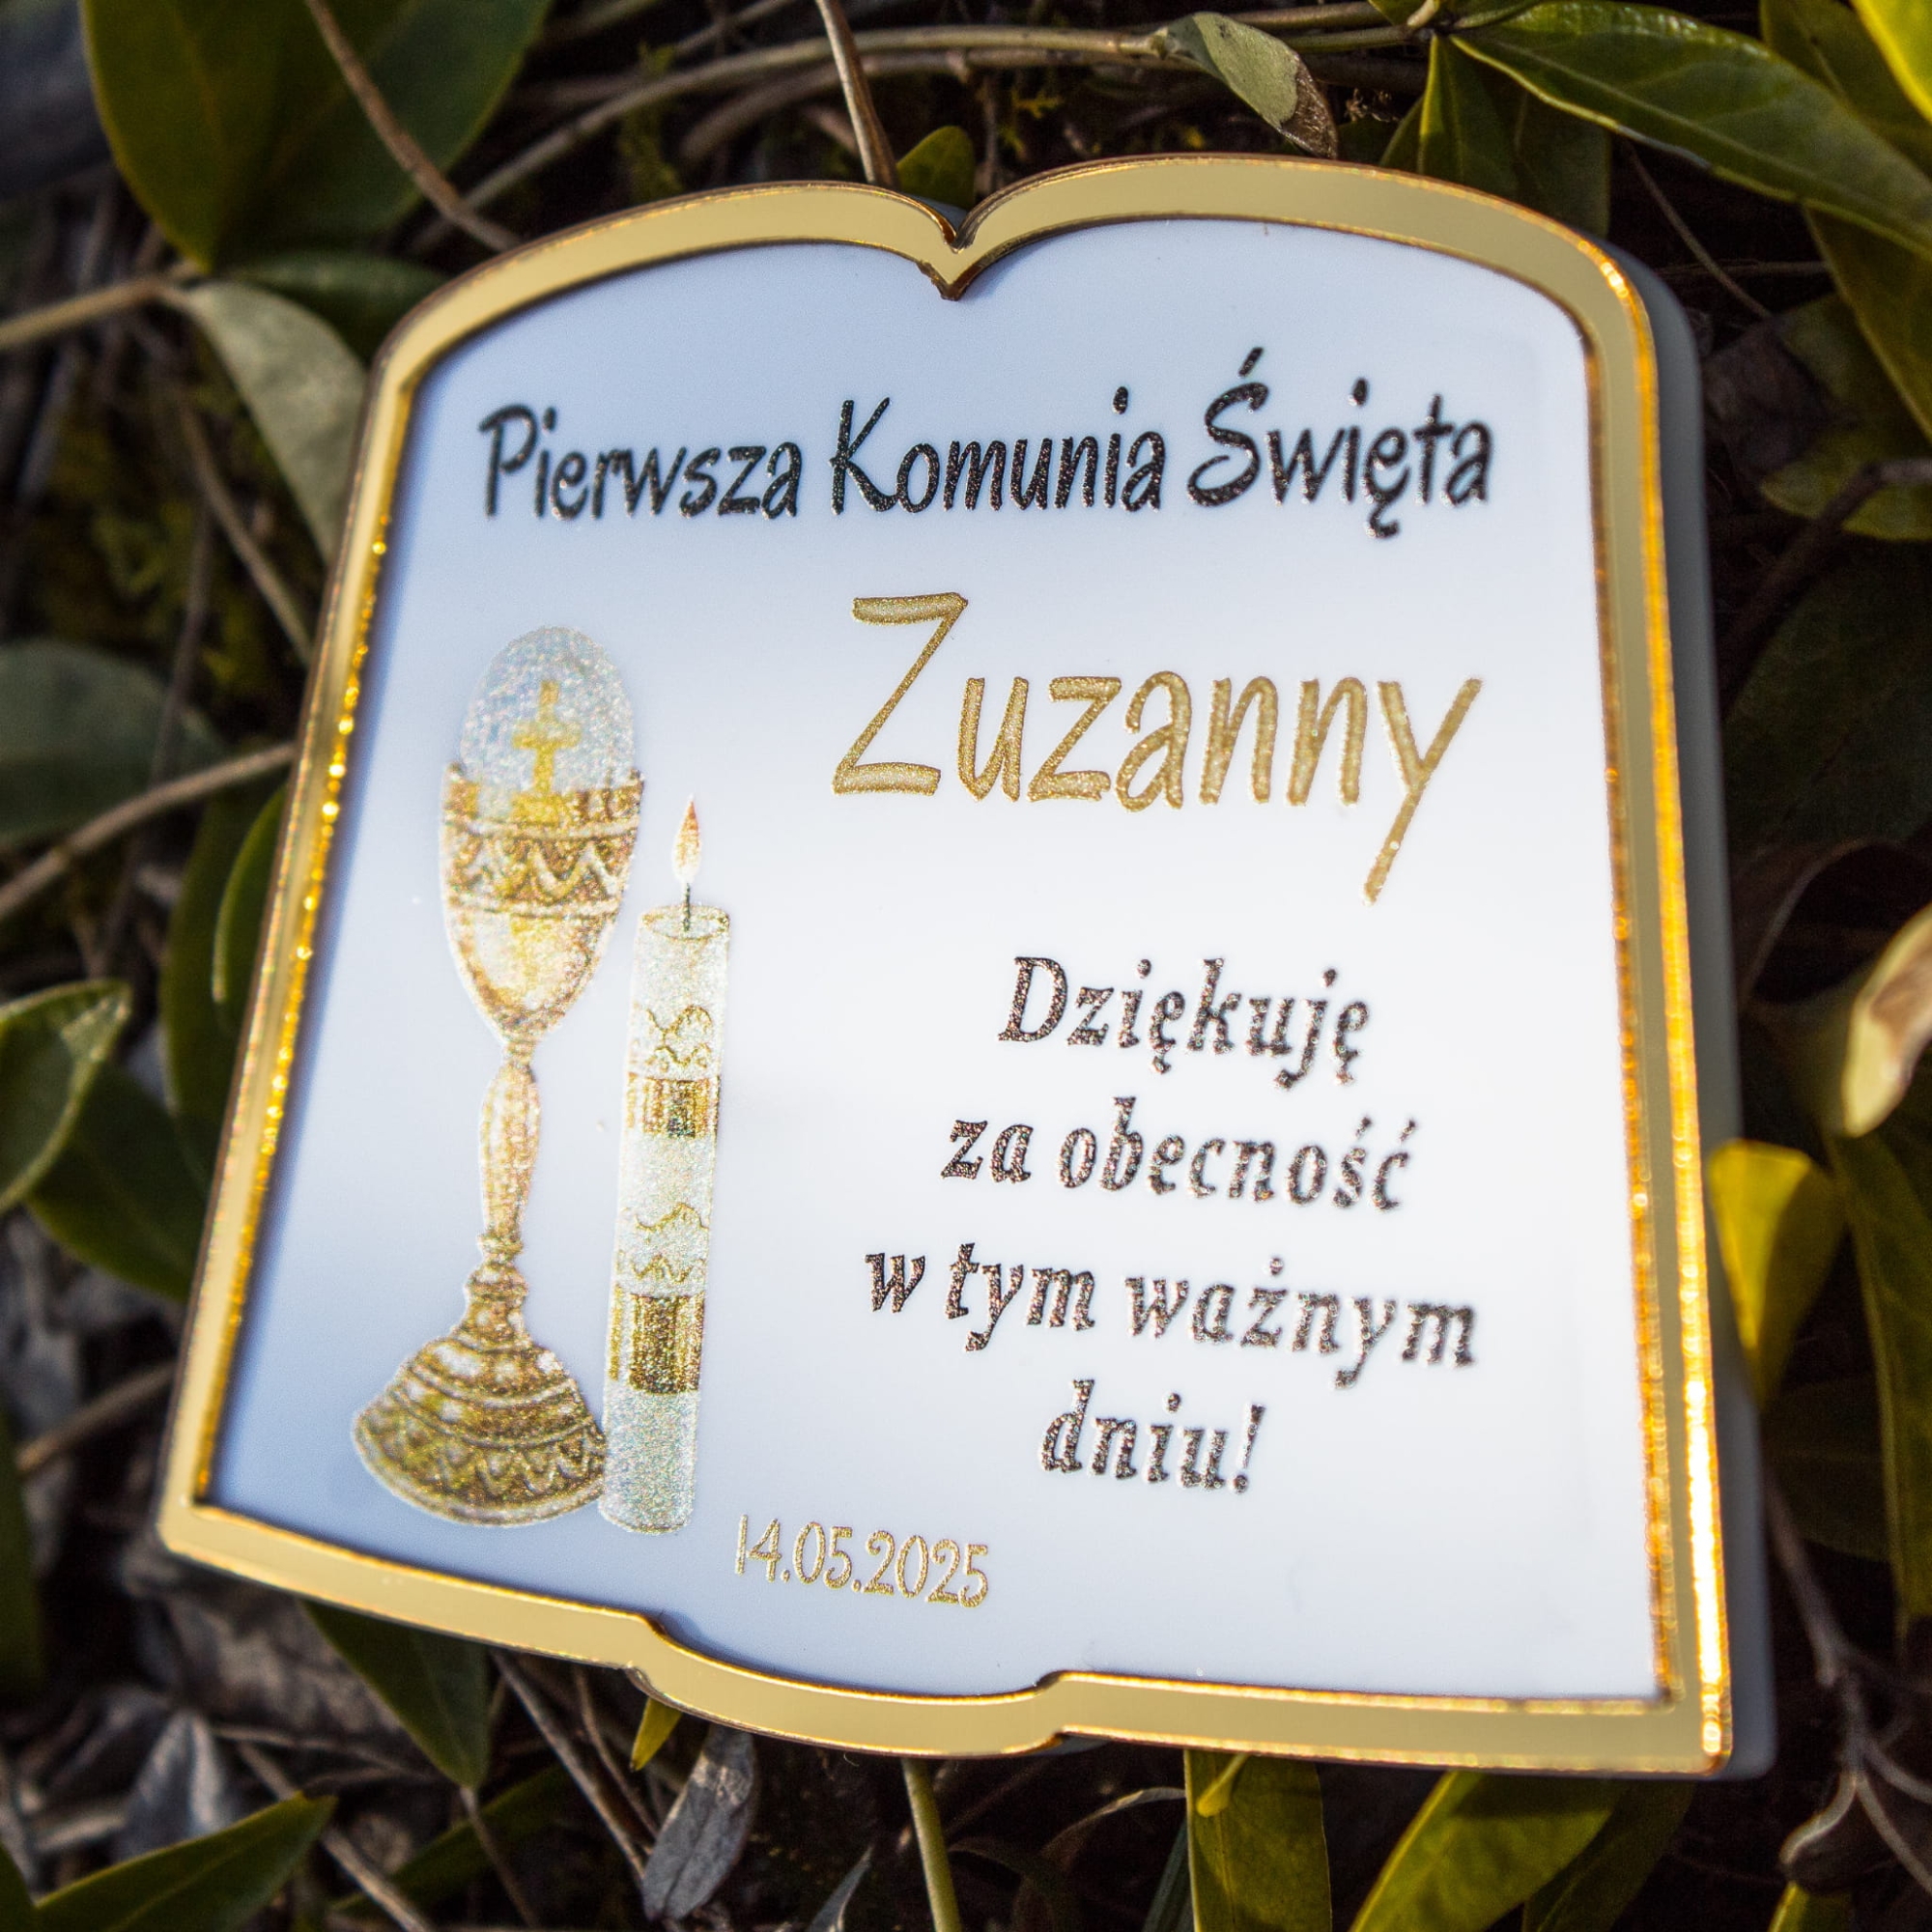 Pierwsza Komunia Święta
Zuzanny
Dziękuję
za obecność
w tym ważnym
dniu!
14.05.2025